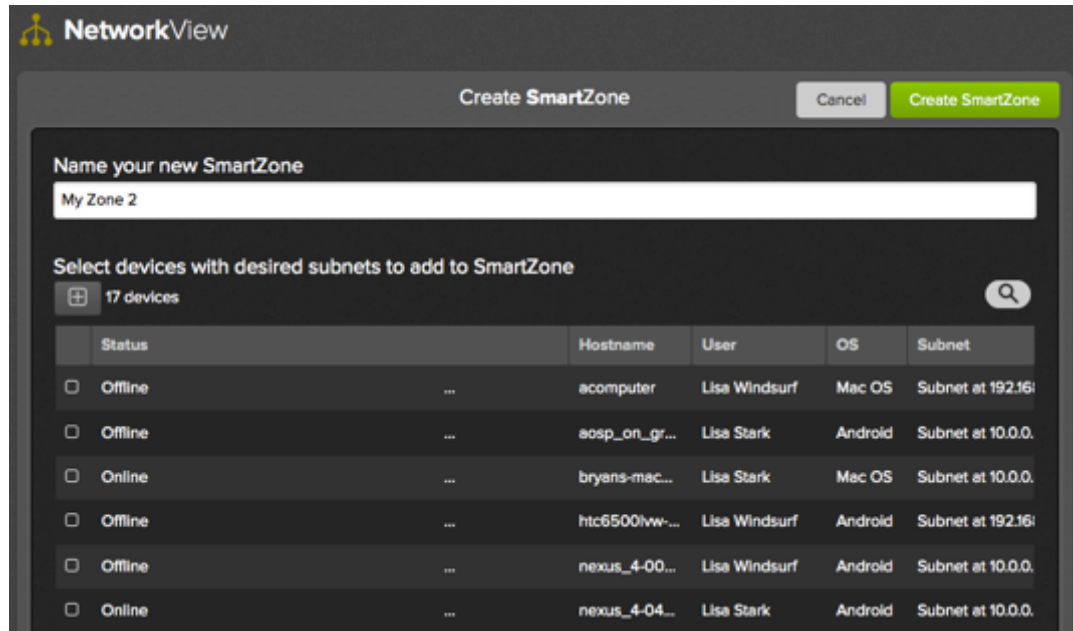 NetworkView
Create SmartZone
Cancel
Create SmartZone
Name your new SmartZone
My Zone 2
Select devices with desired subnets to add to SmartZone
17 devices
Status Hostname User OS Subnet
Offline ... acomputer Lisa Windsurf Mac OS Subnet at 192.16
Offline ... aosp_on_gr... Lisa Stark Android Subnet at 10.0.0.
Online ... bryans-mac... Lisa Stark Mac OS Subnet at 10.0.0.
Offline ... htc6500lvw-... Lisa Windsurf Android Subnet at 192.16
Offline ... nexus_4-00... Lisa Windsurf Android Subnet at 10.0.0.
Online ... nexus_4-04... Lisa Stark Android Subnet at 10.0.0.